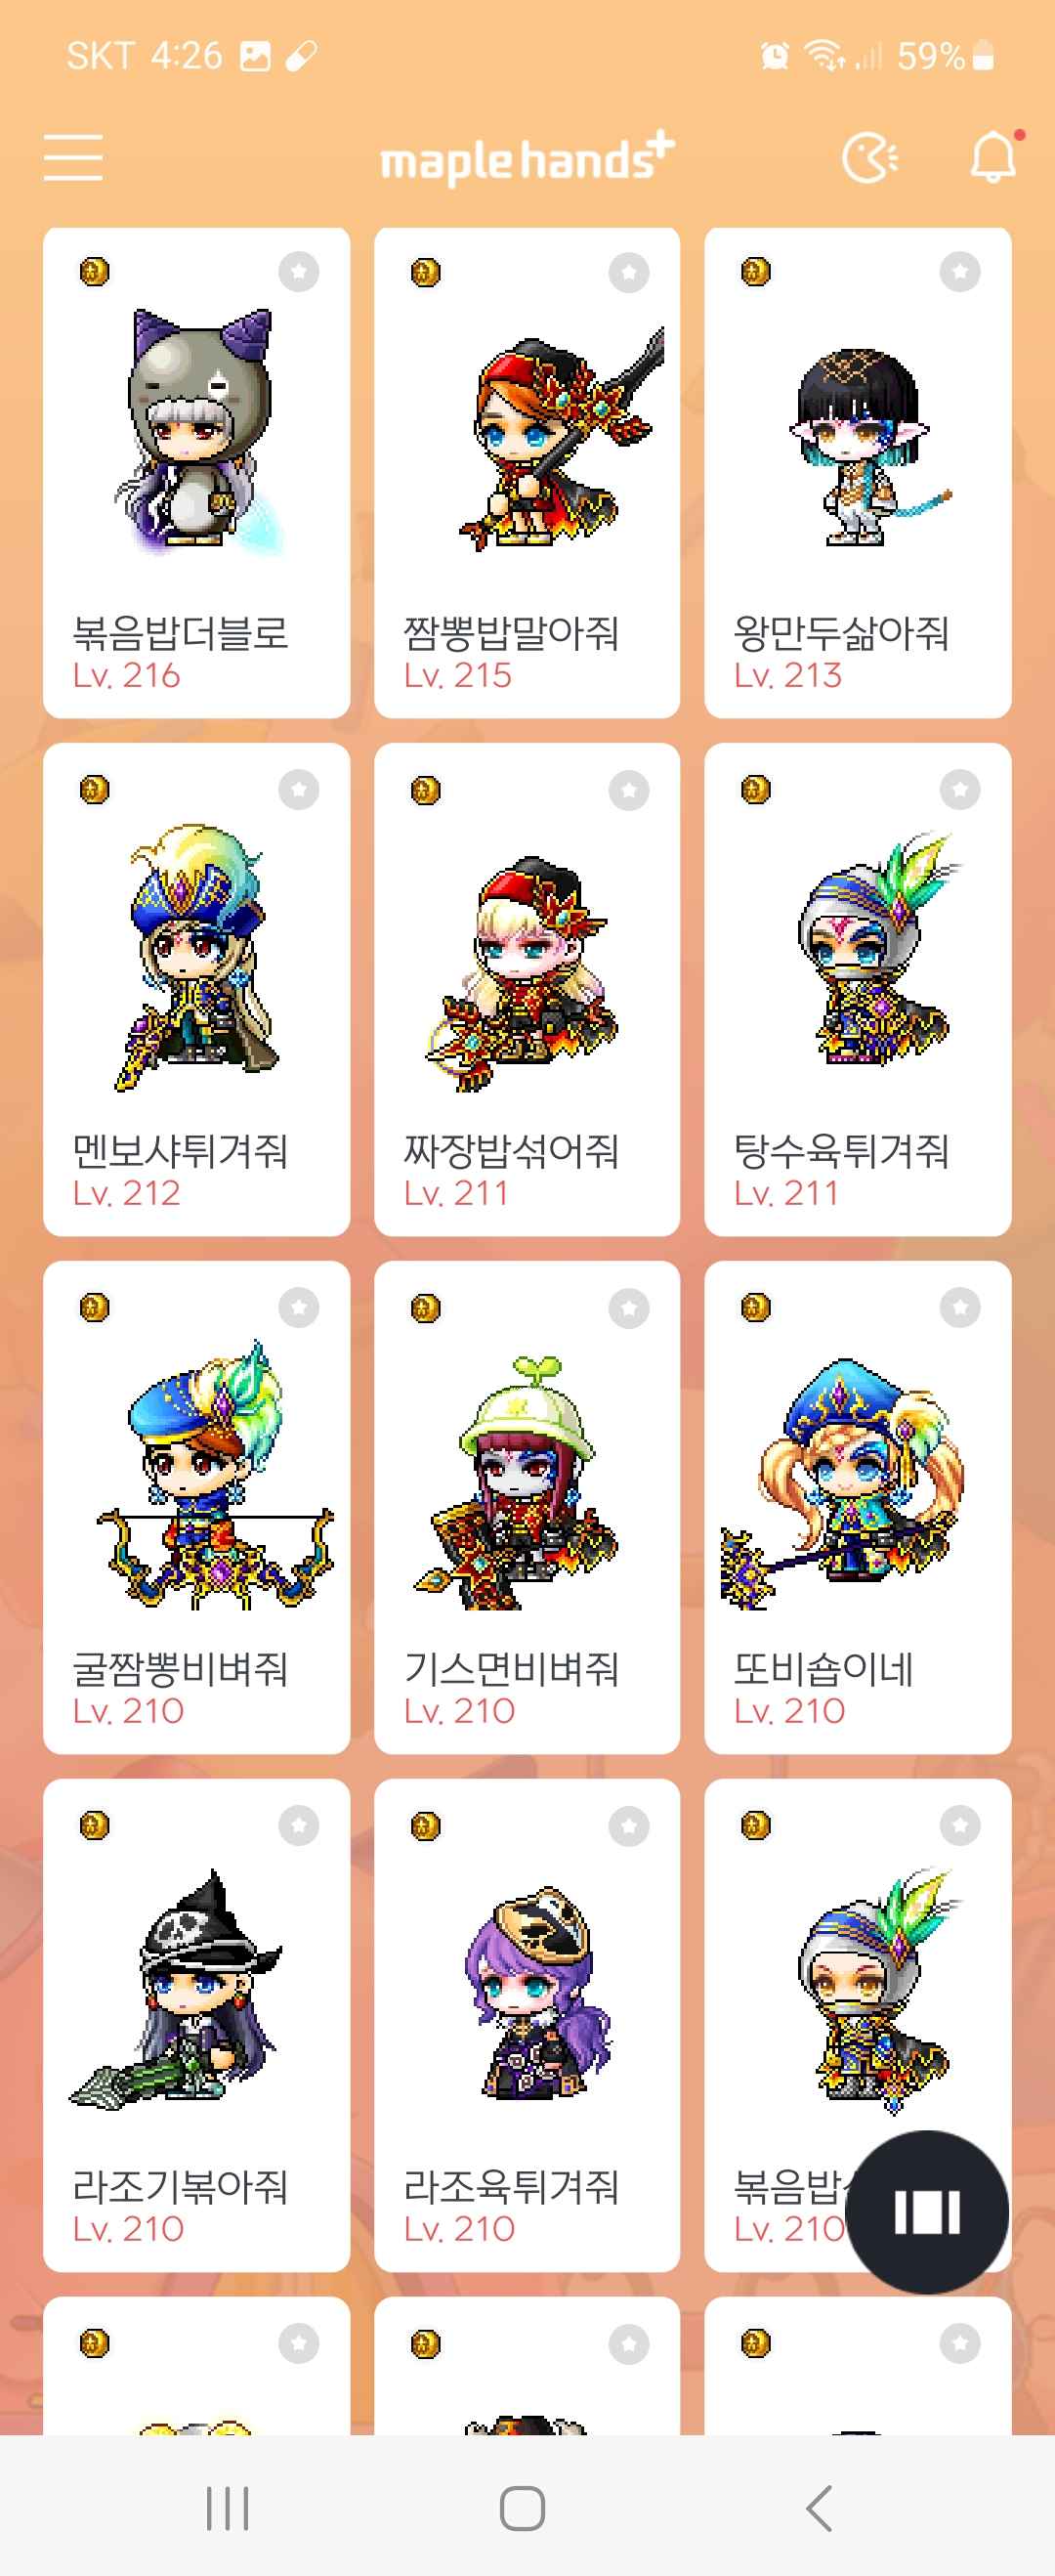 SKT 4:26 59%
maple hands+
볶음밥더블로 짬뽕밥말아줘 왕만두삶아줘
Lv. 216 Lv. 215 Lv. 213
멘보샤튀겨줘 짜장밥섞어줘 탕수육튀겨줘
Lv. 212 Lv. 211 Lv. 211
굴짬뽕비벼줘 기스면비벼줘 또비숍이네
Lv. 210 Lv. 210 Lv. 210
라조기볶아줘 라조육튀겨줘 볶음밥
Lv. 210 Lv. 210 Lv. 210